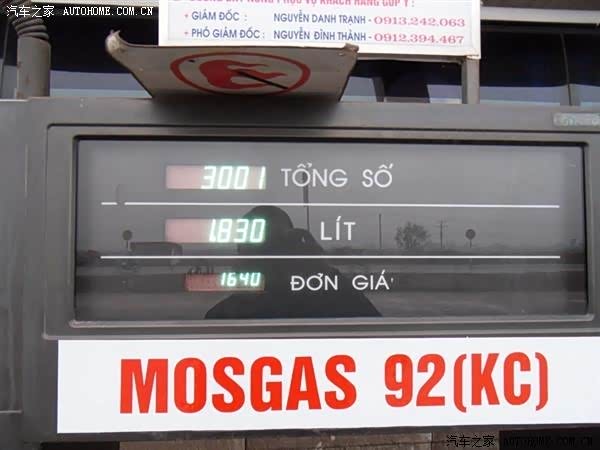 汽车之家 AUTOHOME.COM.CN
+ GIÁM ĐỐC : NGUYỄN DANH TRẠNH - 0913.242.063
+ PHÓ GIÁM ĐỐC : NGUYỄN ĐÌNH THÀNH - 0912.394.467
3001 TỔNG SỐ
1.830 LÍT
1640 ĐƠN GIÁ
MOSGAS 92(KC)
汽车之家 AUTOHOME.COM.CN